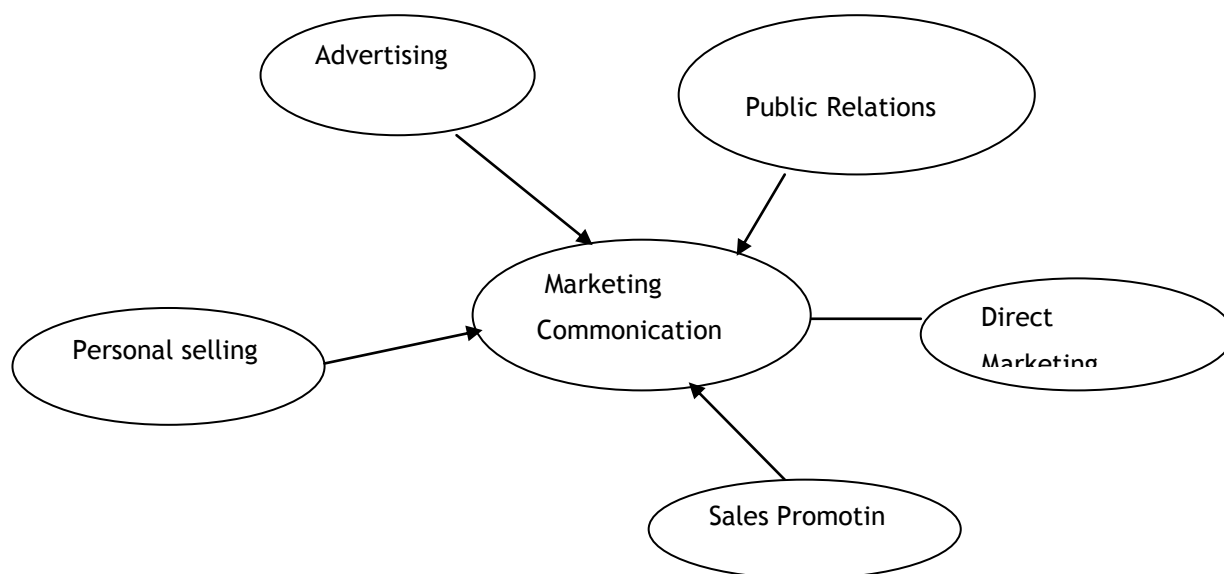 Advertising
Public Relations
Marketing
Commonication
Direct
Marketing
Personal selling
Sales Promotin